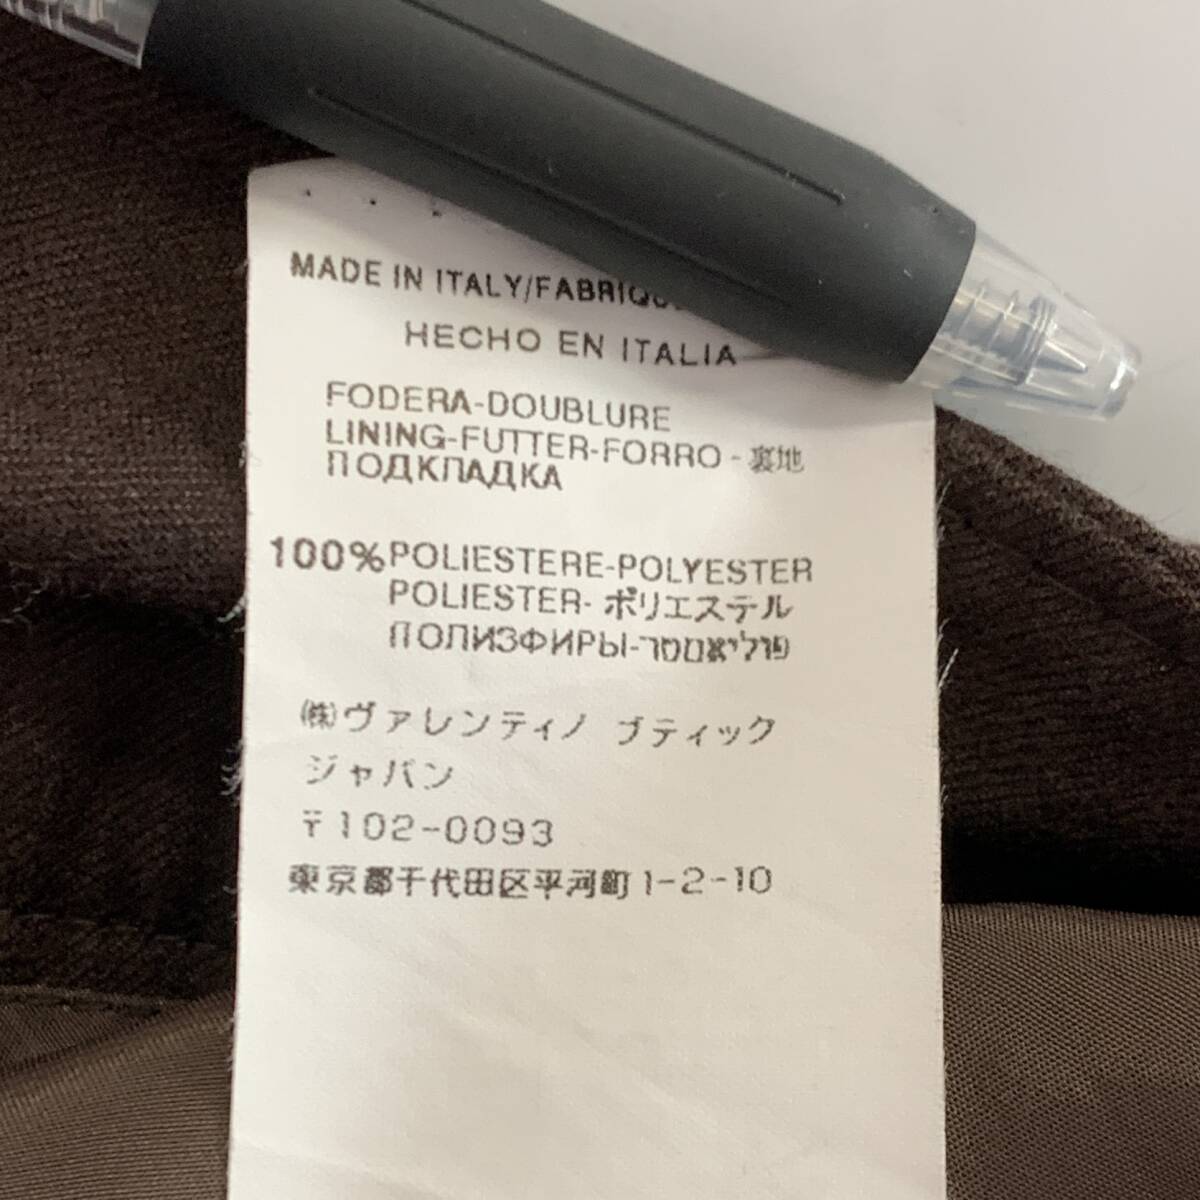 MADE IN ITALY/FABRIQU
HECHO EN ITALIA
FODERA-DOUBLURE
LINING-FUTTER-FORRO - 裏地
ПОДКЛАДКА
100% POLIESTERE-POLYESTER
POLIESTER- ポリエステル
ПОЛИЭФИРЫ-פוליאסטר
㈱ヴァレンティノ ブティック
ジャパン
〒102-0093
東京都千代田区平河町1-2-10